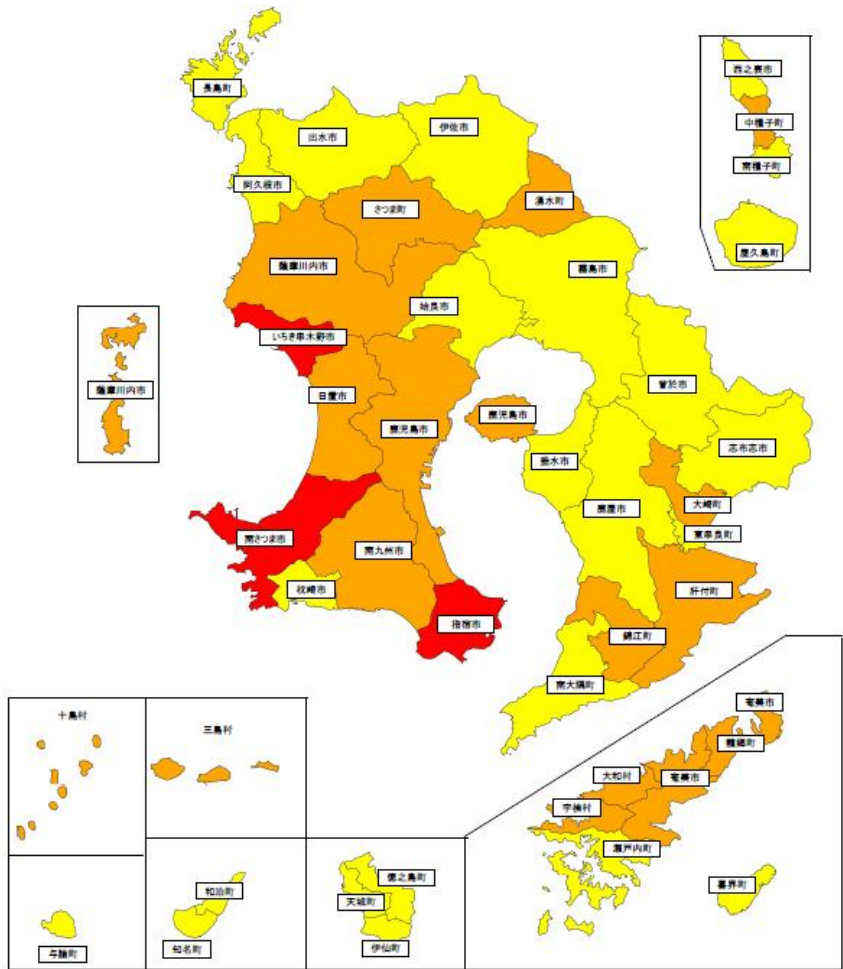 長島町
出水市
伊佐市
西之表市
中種子町
南種子町
阿久根市
さつま町
湧水町
屋久島町
薩摩川内市
霧島市
姶良市
いちき串木野市
薩摩川内市
曽於市
日置市
鹿児島市
鹿児島市
志布志市
垂水市
大崎町
鹿屋市
東串良町
南さつま市
南九州市
枕崎市
肝付町
指宿市
錦江町
南大隅町
十島村
三島村
奄美市
龍郷町
大和村
奄美市
宇検村
瀬戸内町
喜界町
徳之島町
和泊町
天城町
知名町
伊仙町
与論町